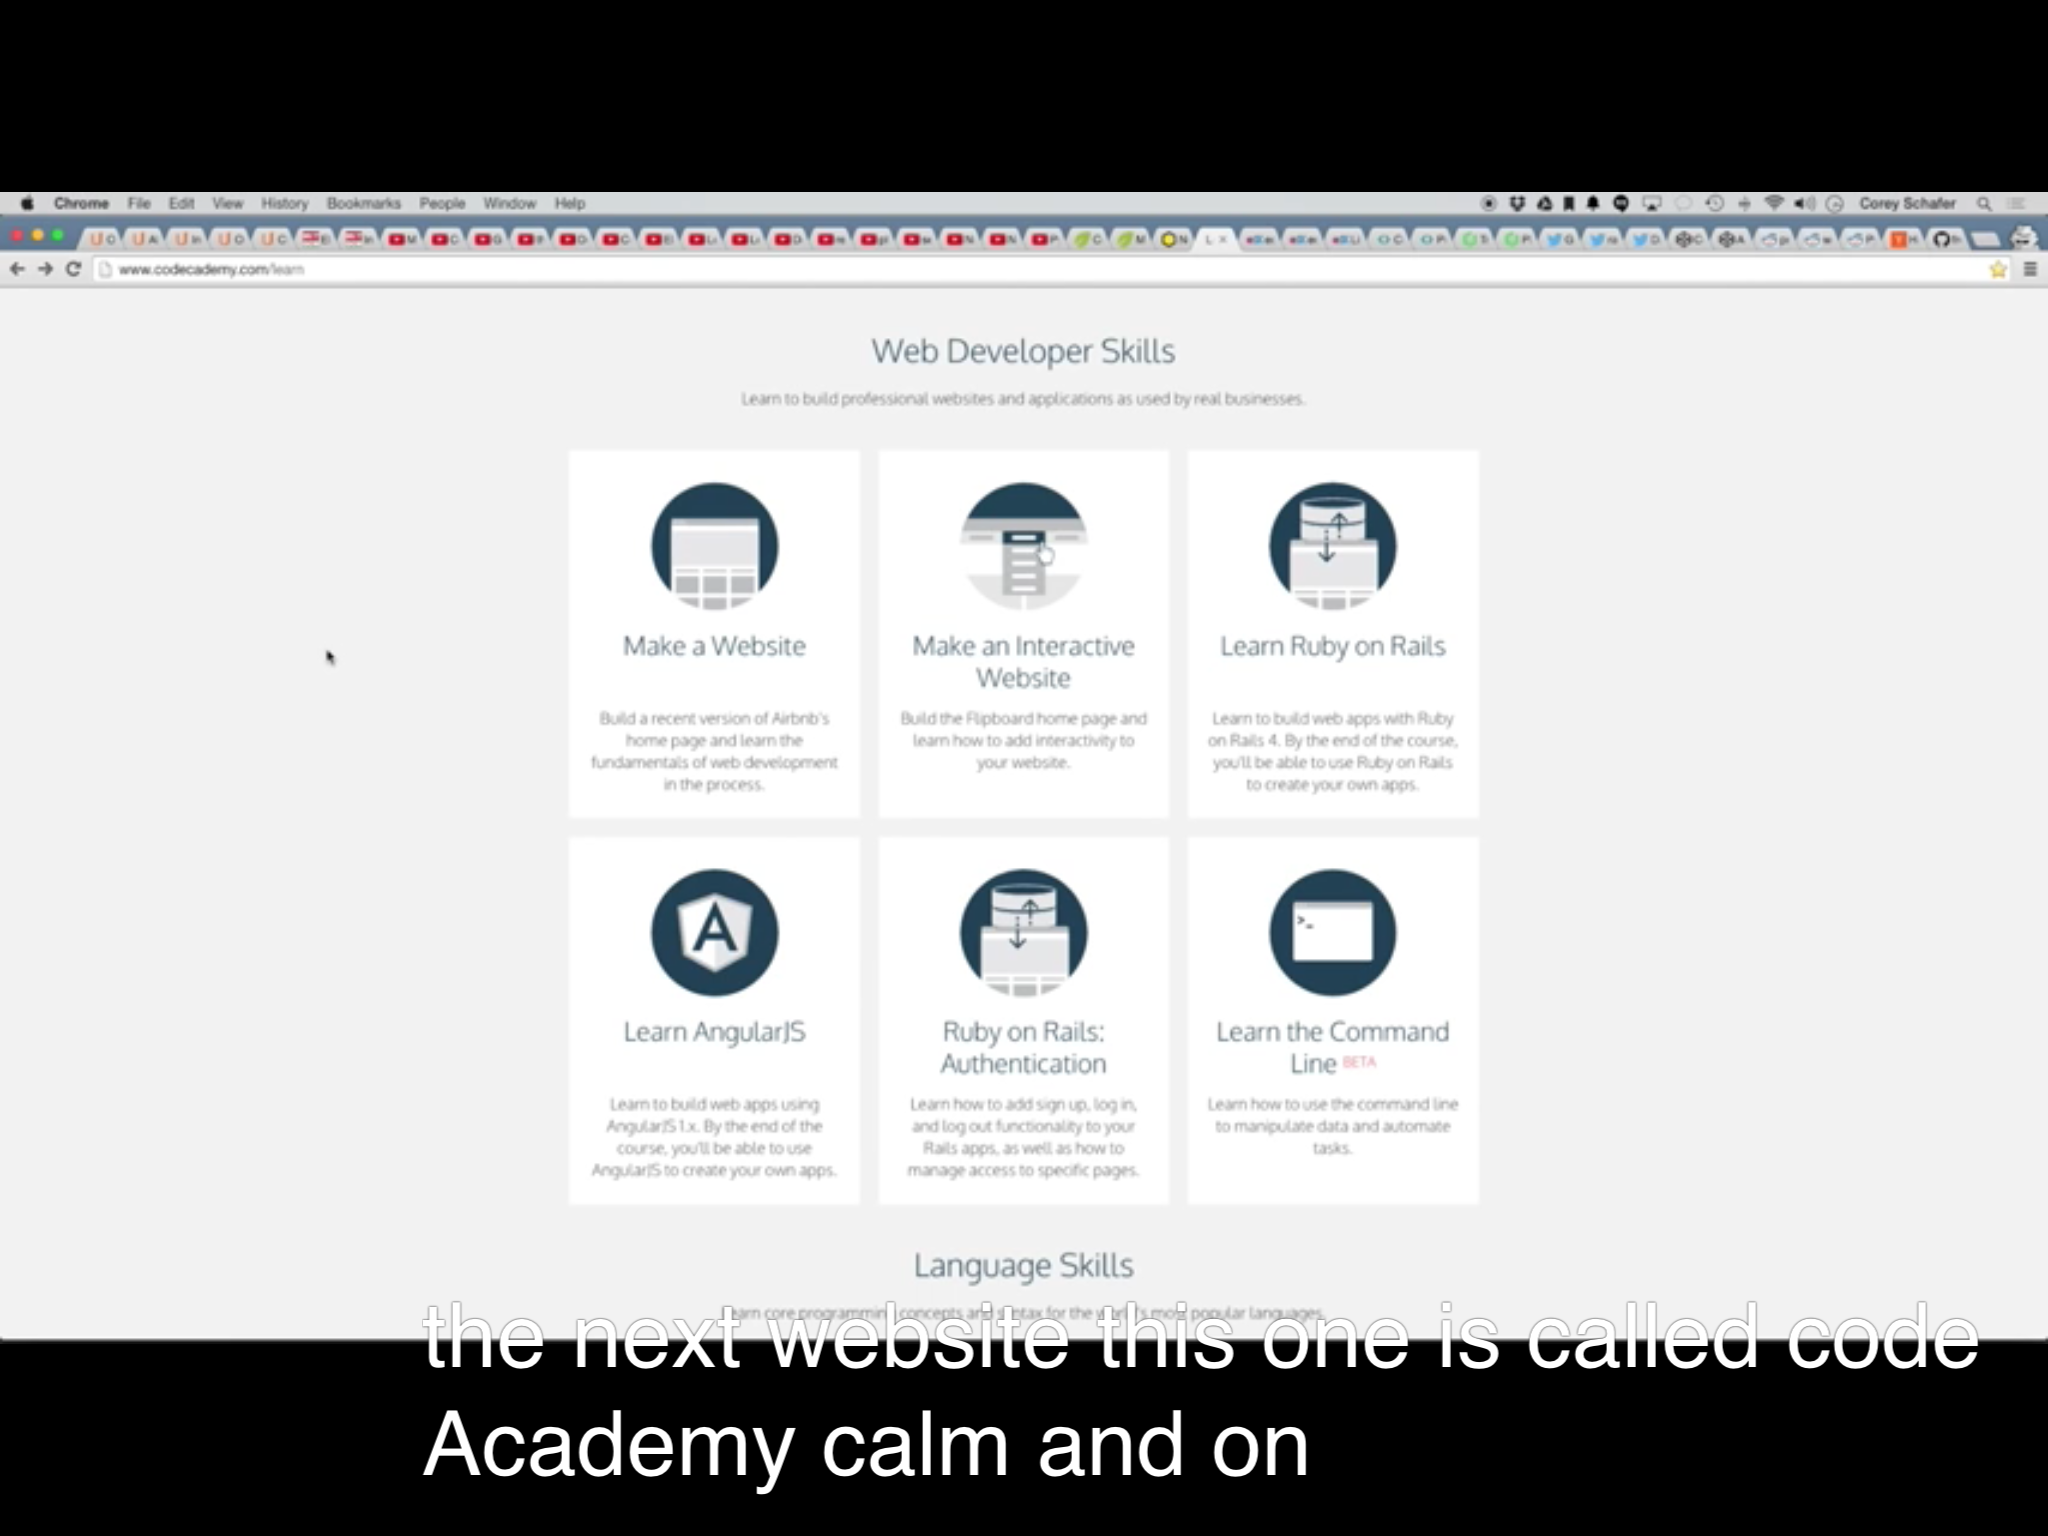 Chrome File Edit View History Bookmarks People Window Help Corey Schafer
www.codecademy.com/learn
Web Developer Skills
Learn to build professional websites and applications as used by real businesses.
Make a Website
Build a recent version of Airbnb's
home page and learn the
fundamentals of web development
in the process.
Make an Interactive
Website
Build the Flipboard home page and
learn how to add interactivity to
your website.
Learn Ruby on Rails
Learn to build web apps with Ruby
on Rails 4. By the end of the course,
you'll be able to use Ruby on Rails
to create your own apps.
Learn AngularJS
Learn to build web apps using
AngularJS 1.x. By the end of the
course, you'll be able to use
AngularJS to create your own apps.
Ruby on Rails:
Authentication
Learn how to add sign up, log in,
and log out functionality to your
Rails apps, as well as how to
manage access to specific pages.
Learn the Command
Line BETA
Learn how to use the command line
to manipulate data and automate
tasks.
Language Skills
Learn core programming concepts and syntax for the world's most popular languages.
the next website this one is called code
Academy calm and on